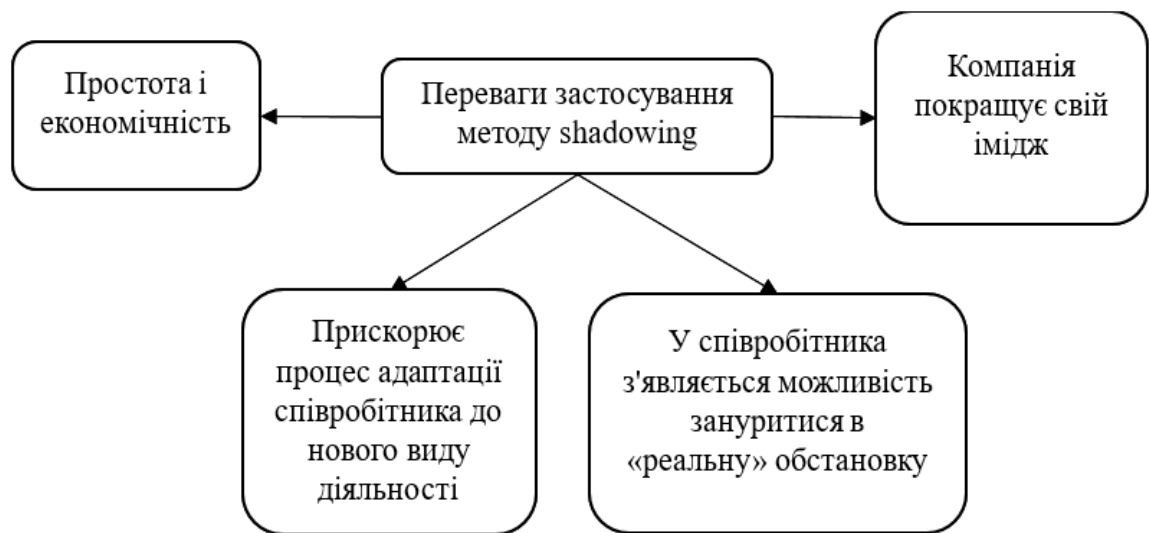 Простота і
економічність
Переваги застосування
методу shadowing
Компанія
покращує свій
імідж
Прискорює
процес адаптації
співробітника до
нового виду
діяльності
У співробітника
з'являється можливість
зануритися в
«реальну» обстановку